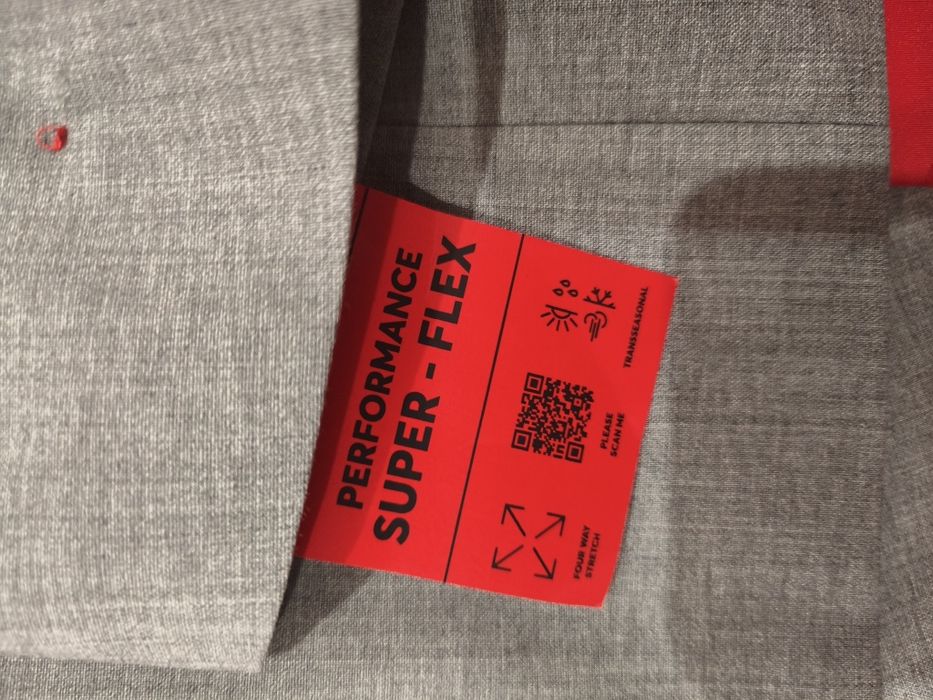 PERFORMANCE
SUPER - FLEX
FOUR WAY
STRETCH
PLEASE
SCAN ME
TRANSSEASONAL